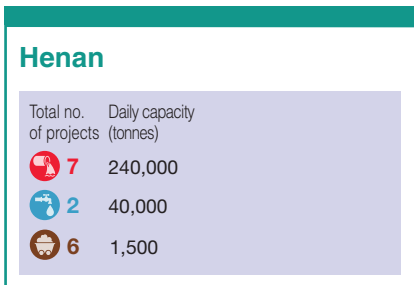 Henan
Total no. Daily capacity
of projects (tonnes)
7 240,000
2 40,000
6 1,500